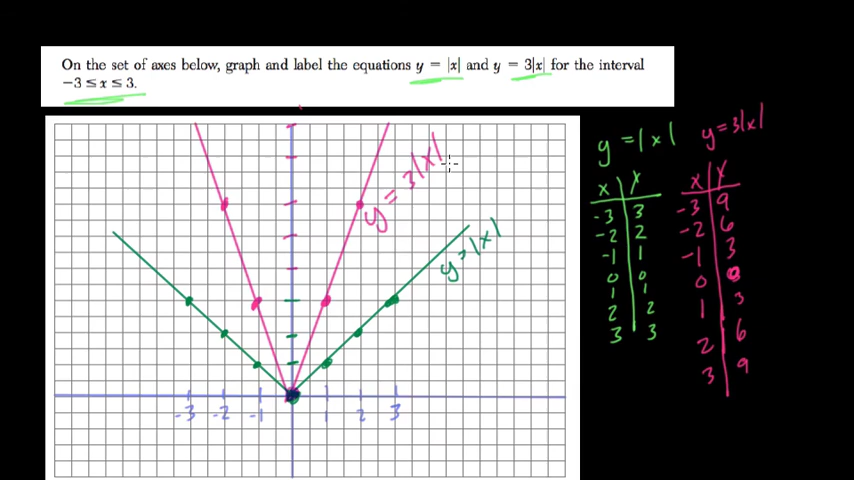 On the set of axes below, graph and label the equations y = |x| and y = 3|x| for the interval
−3 ≤ x ≤ 3.
y = |x| y = 3|x|
x y x y
-3 3 -3 9
-2 2 -2 6
-1 1 -1 3
0 0 0 0
1 1 1 3
2 2 2 6
3 3 3 9
y = 3|x|
y = |x|
-3 -2 -1 1 2 3